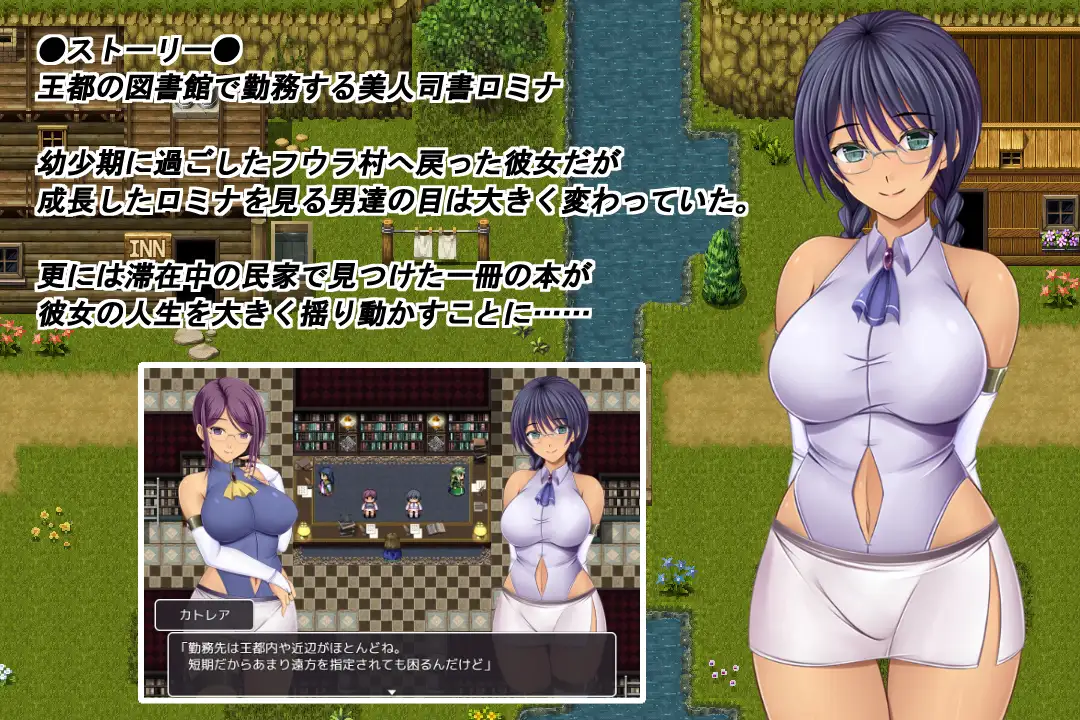 ●ストーリー●
王都の図書館で勤務する美人司書ロミナ
幼少期に過ごしたフウラ村へ戻った彼女だが
成長したロミナを見る男達の目は大きく変わっていた。
INN
更には滞在中の民家で見つけた一冊の本が
彼女の人生を大きく揺り動かすことに……
カトレア
「勤務先は王都内や近辺がほとんどね。
短期だからあまり遠方を指定されても困るんだけど」